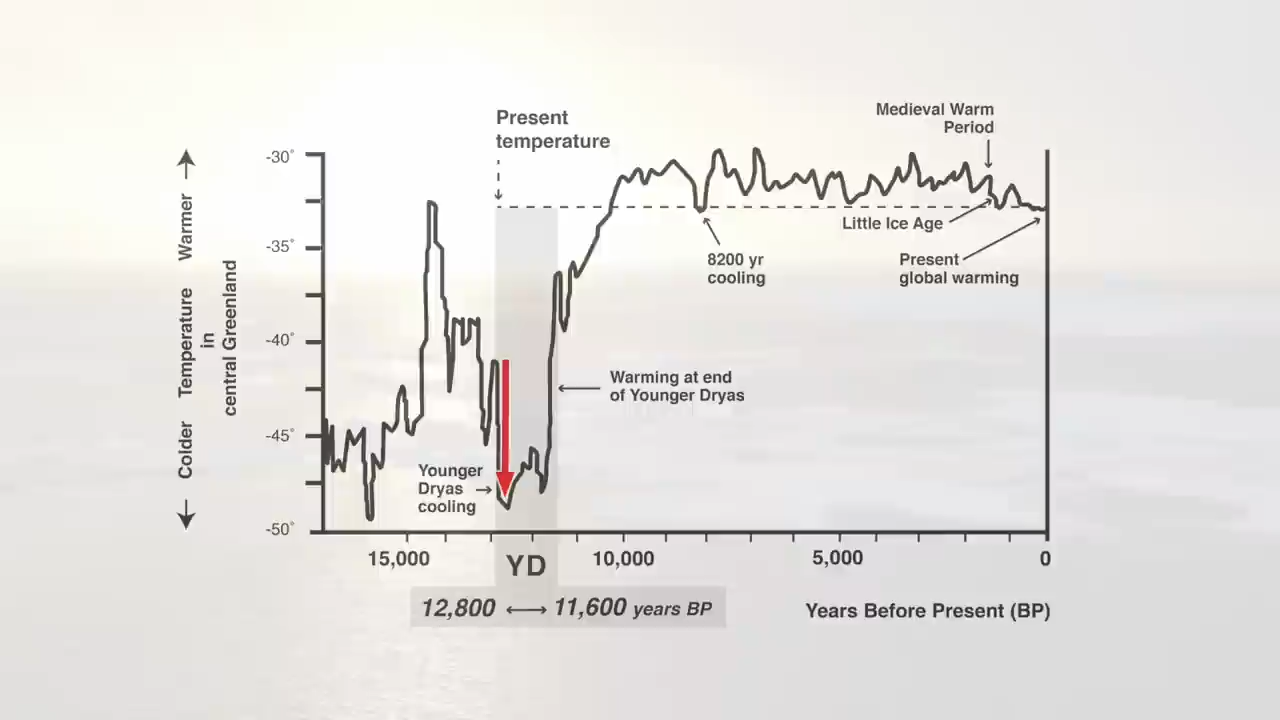 Medieval Warm
Period
Present
temperature
-30°
-35°
-40°
-45°
-50°
Colder Temperature Warmer
in
central Greenland
Little Ice Age
8200 yr
cooling
Present
global warming
Warming at end
of Younger Dryas
Younger
Dryas
cooling
15,000
YD
10,000
5,000
0
12,800 ⟷ 11,600 years BP
Years Before Present (BP)